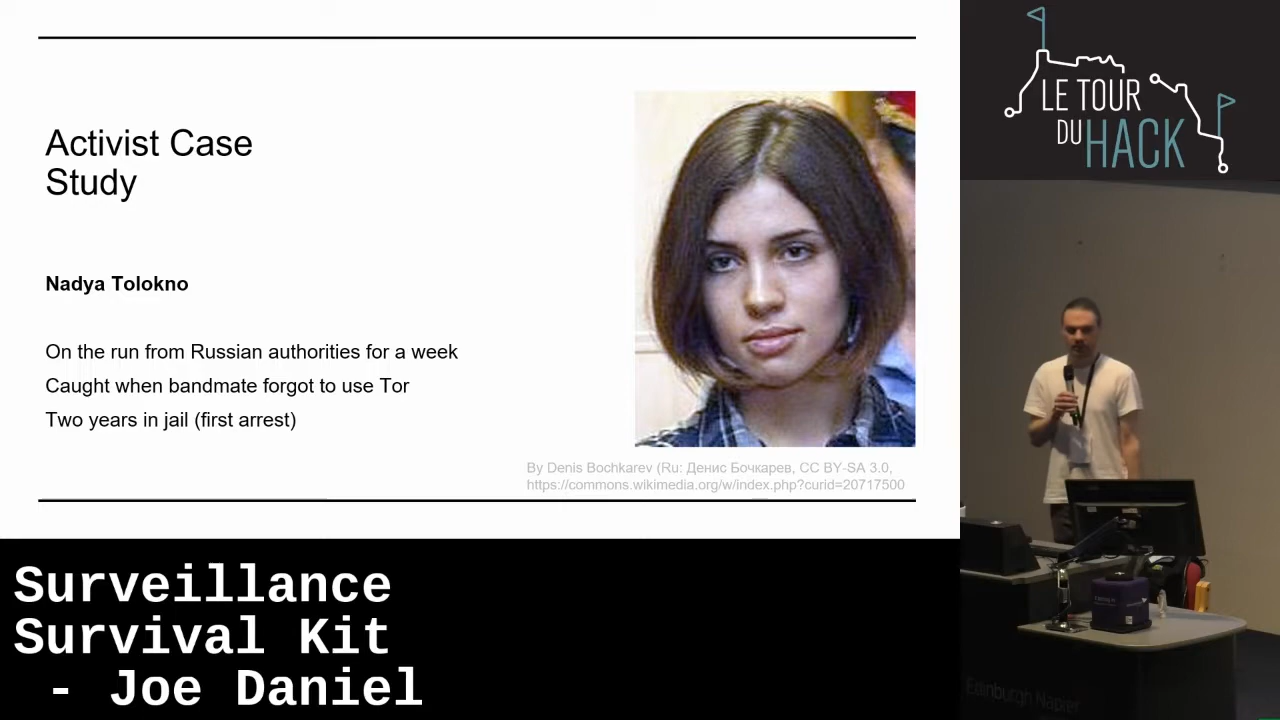 Activist Case
Study
Nadya Tolokno
On the run from Russian authorities for a week
Caught when bandmate forgot to use Tor
Two years in jail (first arrest)
By Denis Bochkarev (Ru: Денис Бочкарев, CC BY-SA 3.0,
https://commons.wikimedia.org/w/index.php?curid=20717500
LE TOUR
DU HACK
Edinburgh Napier
Surveillance
Survival Kit
- Joe Daniel